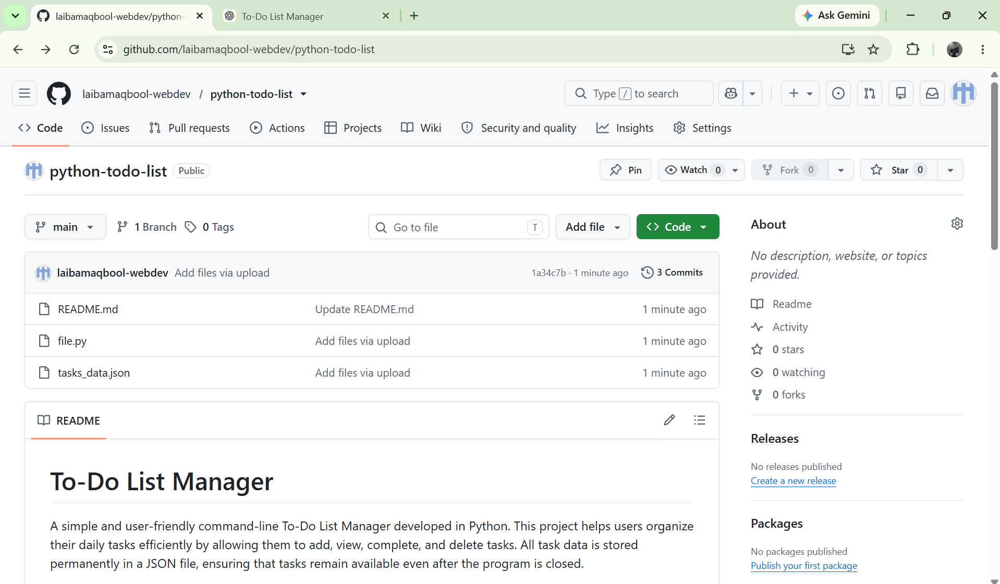 laibamaqbool-webdev/python-
To-Do List Manager
Ask Gemini
github.com/laibamaqbool-webdev/python-todo-list
laibamaqbool-webdev / python-todo-list
Type / to search
Code
Issues
Pull requests
Actions
Projects
Wiki
Security and quality
Insights
Settings
python-todo-list Public
Pin
Watch 0
Fork 0
Star 0
main
1 Branch
0 Tags
Go to file T
Add file
Code
laibamaqbool-webdev Add files via upload 1a34c7b · 1 minute ago 3 Commits
README.md Update README.md 1 minute ago
file.py Add files via upload 1 minute ago
tasks_data.json Add files via upload 1 minute ago
README
To-Do List Manager
A simple and user-friendly command-line To-Do List Manager developed in Python. This project helps users organize
their daily tasks efficiently by allowing them to add, view, complete, and delete tasks. All task data is stored
permanently in a JSON file, ensuring that tasks remain available even after the program is closed.
About
No description, website, or topics
provided.
Readme
Activity
0 stars
0 watching
0 forks
Releases
No releases published
Create a new release
Packages
No packages published
Publish your first package